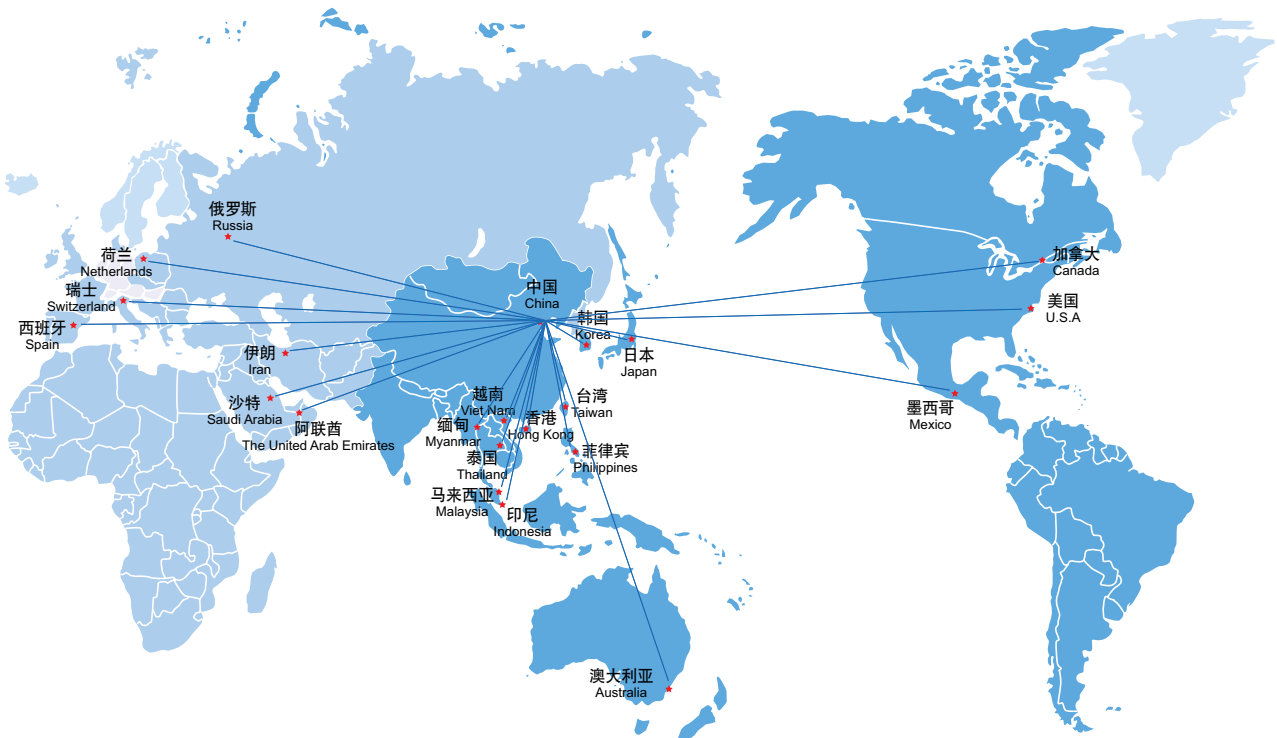 俄罗斯
Russia
荷兰
Netherlands
瑞士
Switzerland
西班牙
Spain
伊朗
Iran
沙特
Saudi Arabia
阿联酋
The United Arab Emirates
中国
China
韩国
Korea
日本
Japan
越南
Viet Nam
缅甸
Myanmar
台湾
Taiwan
香港
Hong Kong
泰国
Thailand
菲律宾
Philippines
马来西亚
Malaysia
印尼
Indonesia
澳大利亚
Australia
加拿大
Canada
美国
U.S.A
墨西哥
Mexico